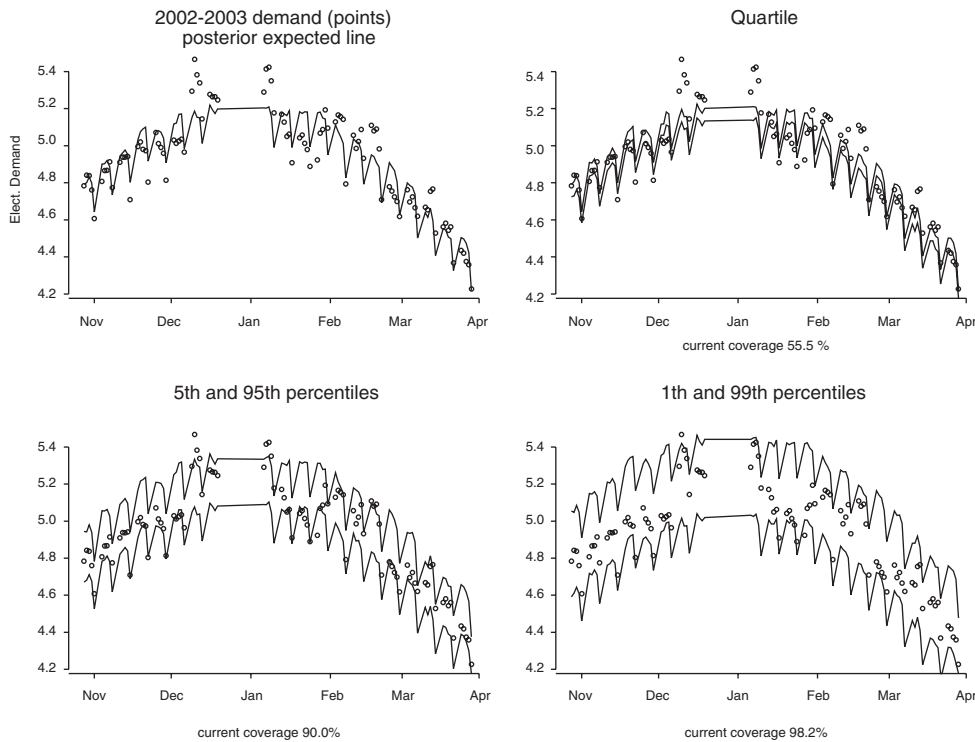 2002-2003 demand (points)
posterior expected line
Elect. Demand
5.4
5.2
5.0
4.8
4.6
4.4
4.2
Nov Dec Jan Feb Mar Apr
Quartile
5.4
5.2
5.0
4.8
4.6
4.4
4.2
Nov Dec Jan Feb Mar Apr
current coverage 55.5 %
5th and 95th percentiles
5.4
5.2
5.0
4.8
4.6
4.4
4.2
Nov Dec Jan Feb Mar Apr
current coverage 90.0%
1th and 99th percentiles
5.4
5.2
5.0
4.8
4.6
4.4
4.2
Nov Dec Jan Feb Mar Apr
current coverage 98.2%